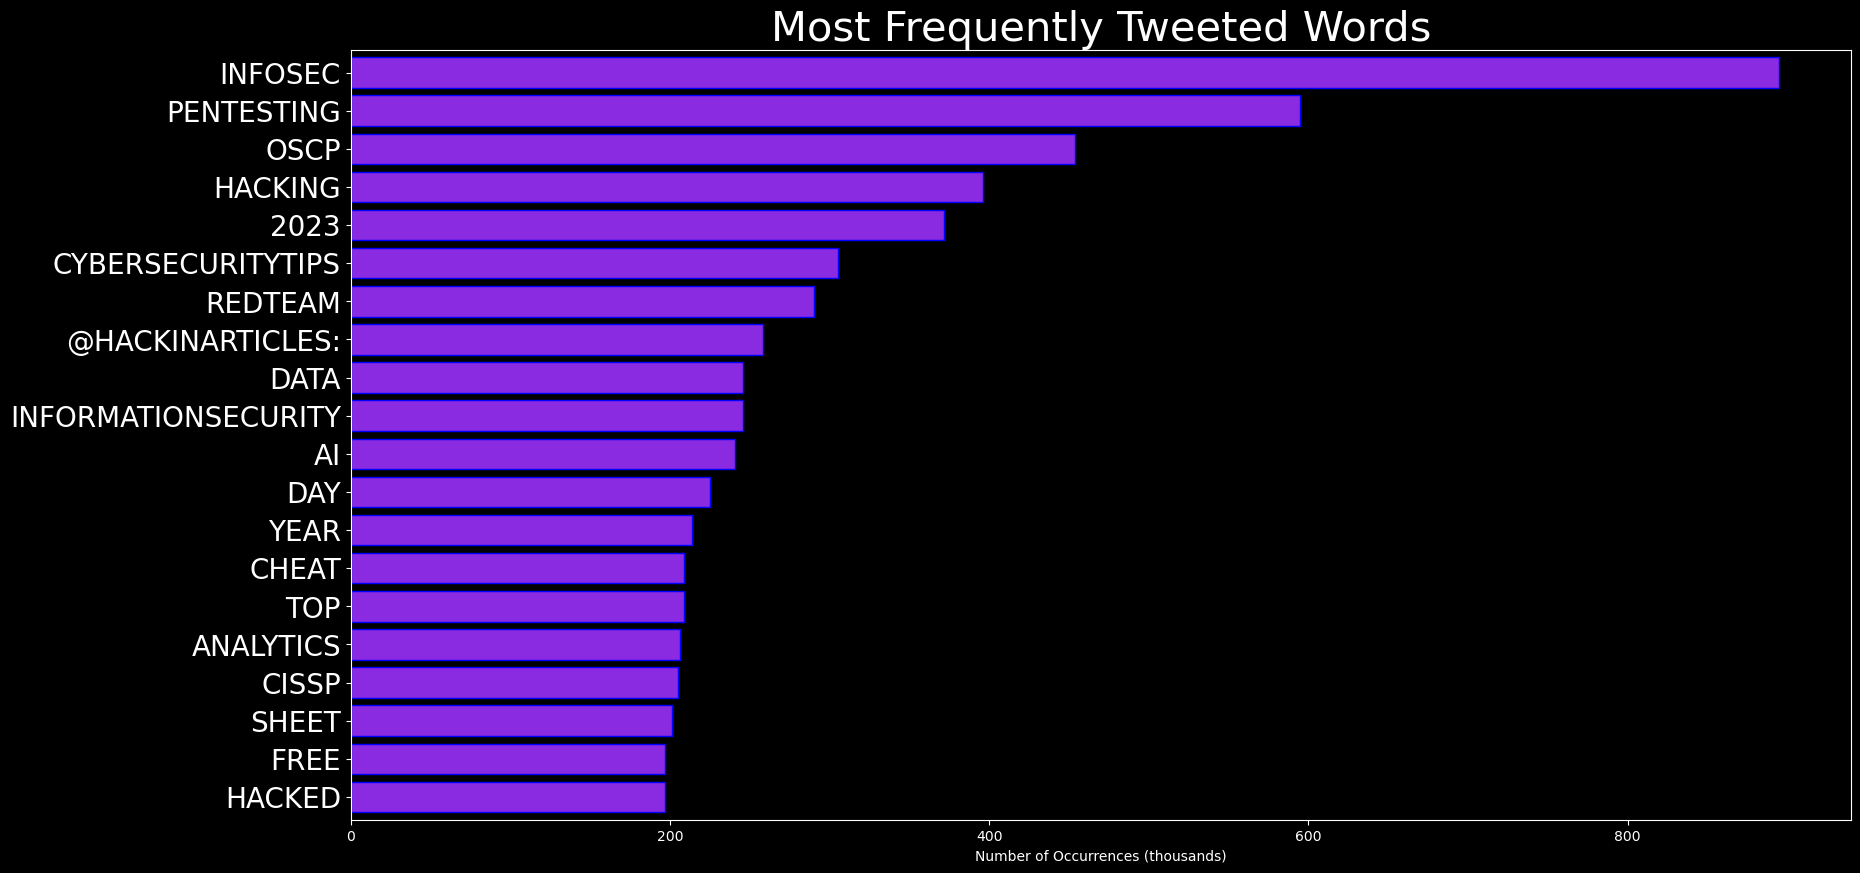 Most Frequently Tweeted Words
INFOSEC
PENTESTING
OSCP
HACKING
2023
CYBERSECURITYTIPS
REDTEAM
@HACKINARTICLES:
DATA
INFORMATIONSECURITY
AI
DAY
YEAR
CHEAT
TOP
ANALYTICS
CISSP
SHEET
FREE
HACKED
0 200 400 600 800
Number of Occurrences (thousands)